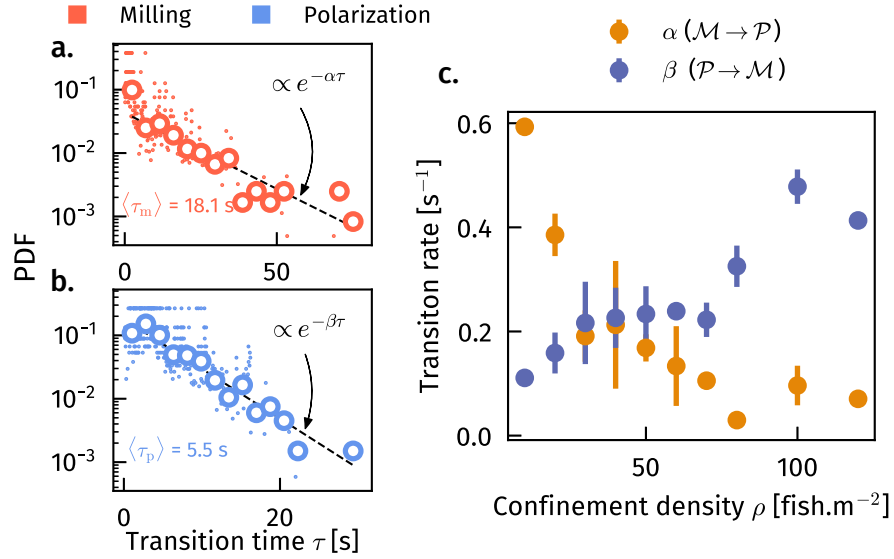 Milling Polarization
a.
10⁻¹
10⁻²
10⁻³
∝ e^{−ατ}
⟨τ_m⟩ = 18.1 s
0 50
PDF
b.
10⁻¹
10⁻²
10⁻³
∝ e^{−βτ}
⟨τ_p⟩ = 5.5 s
0 20
Transition time τ [s]
α (ℳ → 𝒫)
β (𝒫 → ℳ)
c.
0.6
0.4
0.2
0.0
Transiton rate [s⁻¹]
50 100
Confinement density ρ [fish.m⁻²]